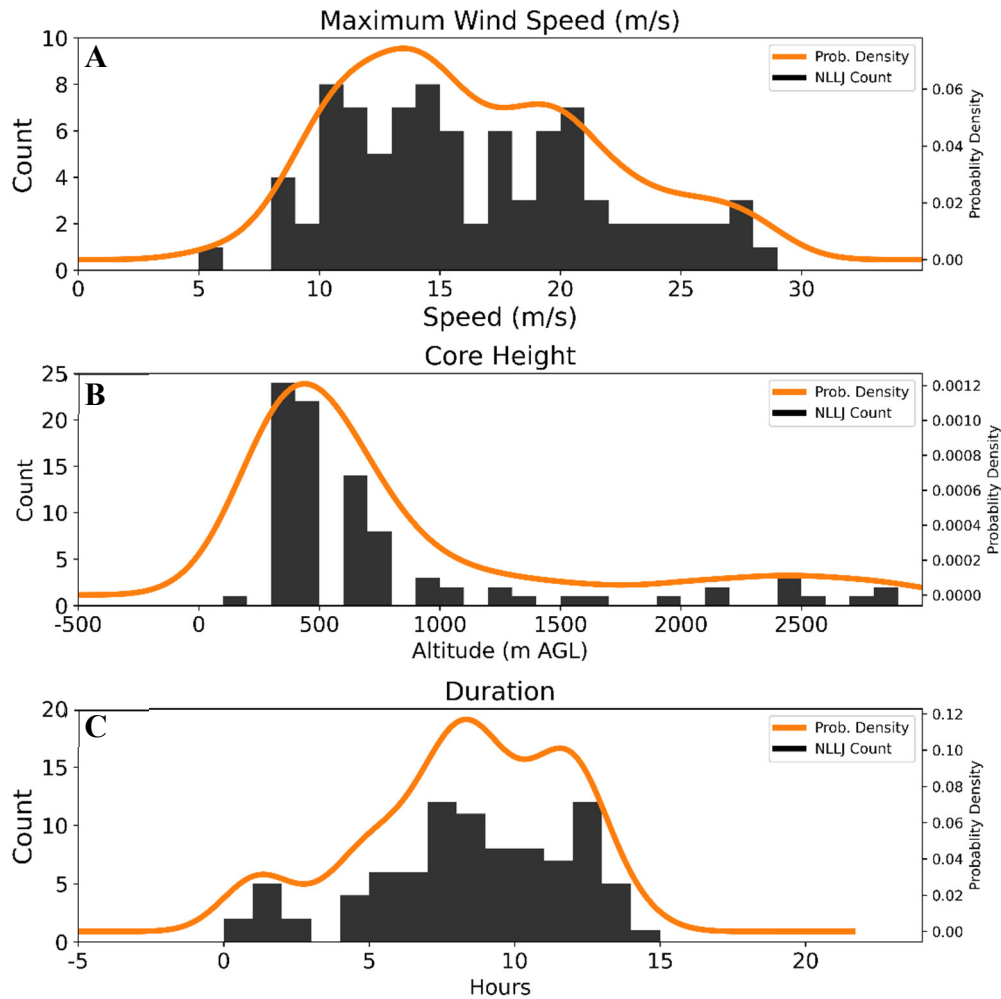 Maximum Wind Speed (m/s)
A
Prob. Density
NLLJ Count
Count
10
8
6
4
2
0
0.06
0.04
0.02
0.00
Probablity Density
0 5 10 15 20 25 30
Speed (m/s)
Core Height
B
Prob. Density
NLLJ Count
Count
25
20
15
10
5
0
0.0012
0.0010
0.0008
0.0006
0.0004
0.0002
0.0000
Probablity Density
-500 0 500 1000 1500 2000 2500
Altitude (m AGL)
Duration
C
Prob. Density
NLLJ Count
Count
20
15
10
5
0
0.12
0.10
0.08
0.06
0.04
0.02
0.00
Probablity Density
-5 0 5 10 15 20
Hours